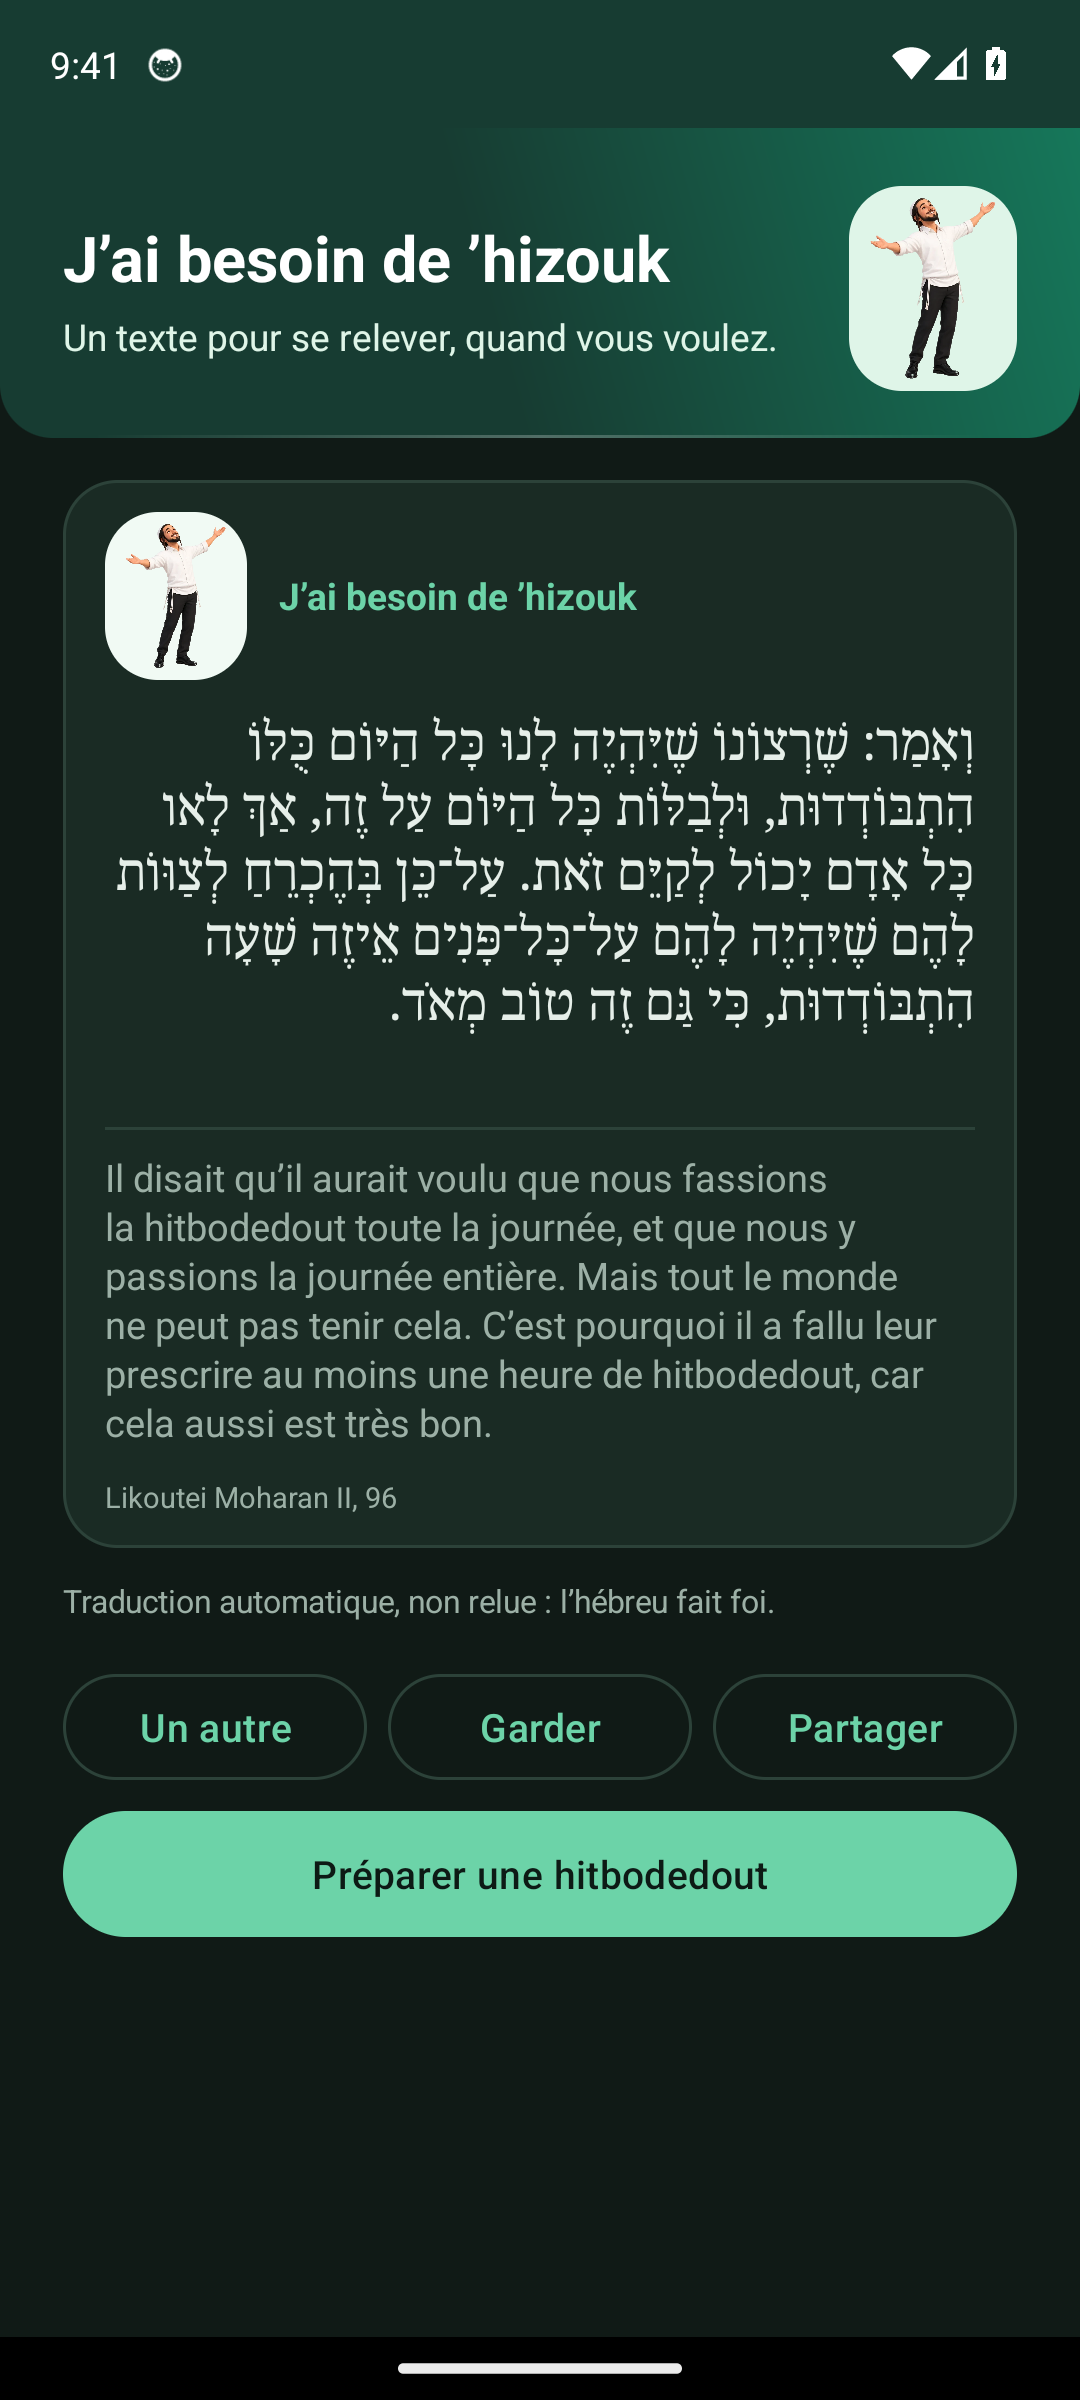 9:41
J’ai besoin de ’hizouk
Un texte pour se relever, quand vous voulez.
J’ai besoin de ’hizouk
וְאָמַר: שֶׁרְצוֹנוֹ שֶׁיִּהְיֶה לָנוּ כָּל הַיּוֹם כֻּלּוֹ
הִתְבּוֹדְדוּת, וּלְבַלּוֹת כָּל הַיּוֹם עַל זֶה, אַךְ לָאו
כָּל אָדָם יָכוֹל לְקַיֵּם זֹאת. עַל־כֵּן בְּהֶכְרֵחַ לְצַוּוֹת
לָהֶם שֶׁיִּהְיֶה לָהֶם עַל־כָּל־פָּנִים אֵיזֶה שָׁעָה
הִתְבּוֹדְדוּת, כִּי גַּם זֶה טוֹב מְאֹד.
Il disait qu’il aurait voulu que nous fassions
la hitbodedout toute la journée, et que nous y
passions la journée entière. Mais tout le monde
ne peut pas tenir cela. C’est pourquoi il a fallu leur
prescrire au moins une heure de hitbodedout, car
cela aussi est très bon.
Likoutei Moharan II, 96
Traduction automatique, non relue : l’hébreu fait foi.
Un autre
Garder
Partager
Préparer une hitbodedout